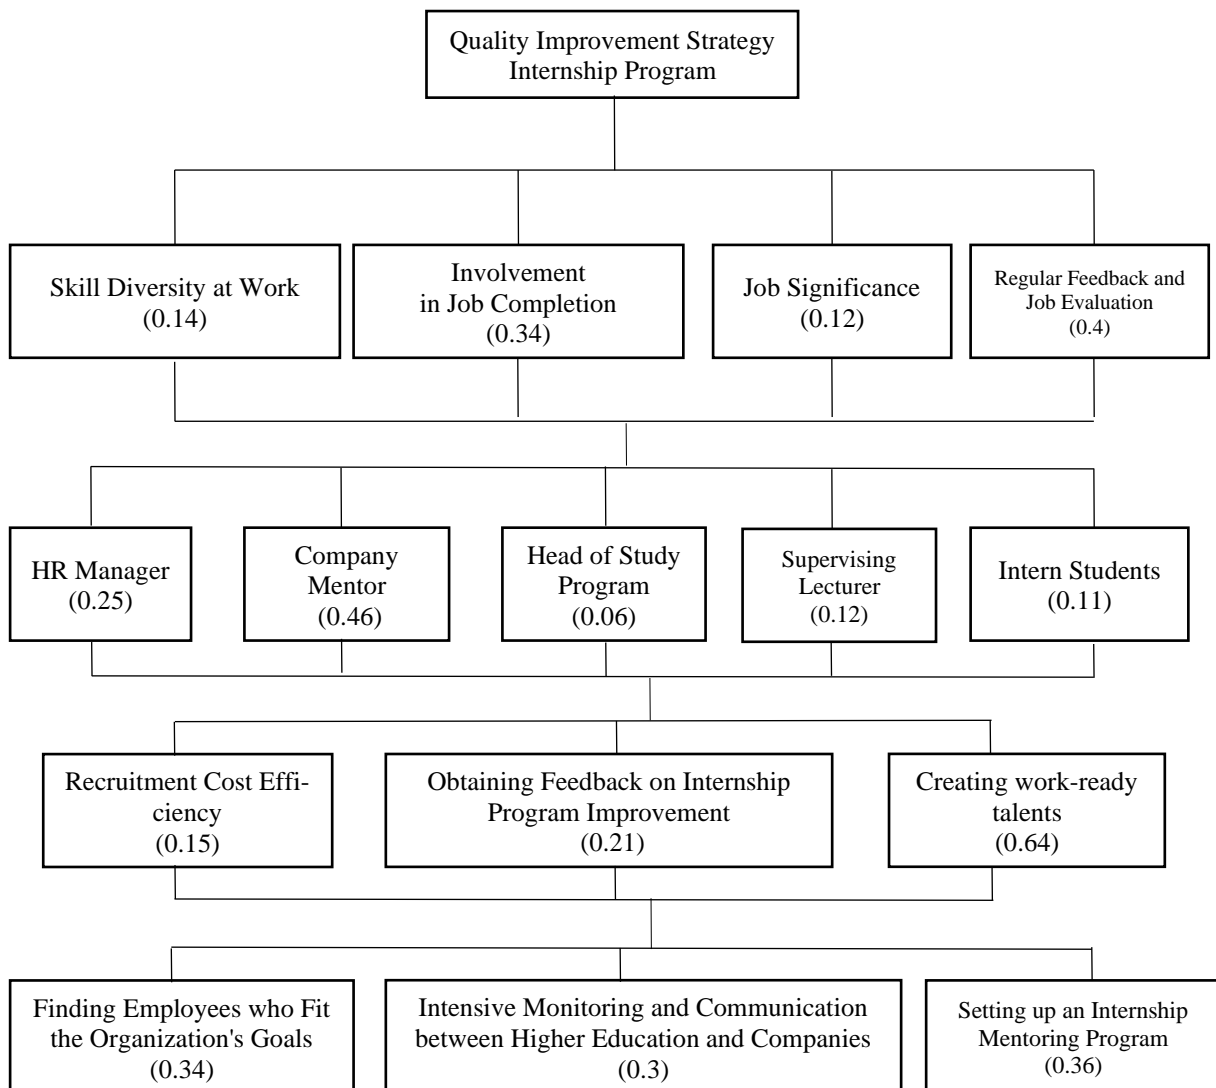 Quality Improvement Strategy
Internship Program
Skill Diversity at Work
(0.14)
Involvement
in Job Completion
(0.34)
Job Significance
(0.12)
Regular Feedback and
Job Evaluation
(0.4)
HR Manager
(0.25)
Company
Mentor
(0.46)
Head of Study
Program
(0.06)
Supervising
Lecturer
(0.12)
Intern Students
(0.11)
Recruitment Cost Effi-
ciency
(0.15)
Obtaining Feedback on Internship
Program Improvement
(0.21)
Creating work-ready
talents
(0.64)
Finding Employees who Fit
the Organization's Goals
(0.34)
Intensive Monitoring and Communication
between Higher Education and Companies
(0.3)
Setting up an Internship
Mentoring Program
(0.36)